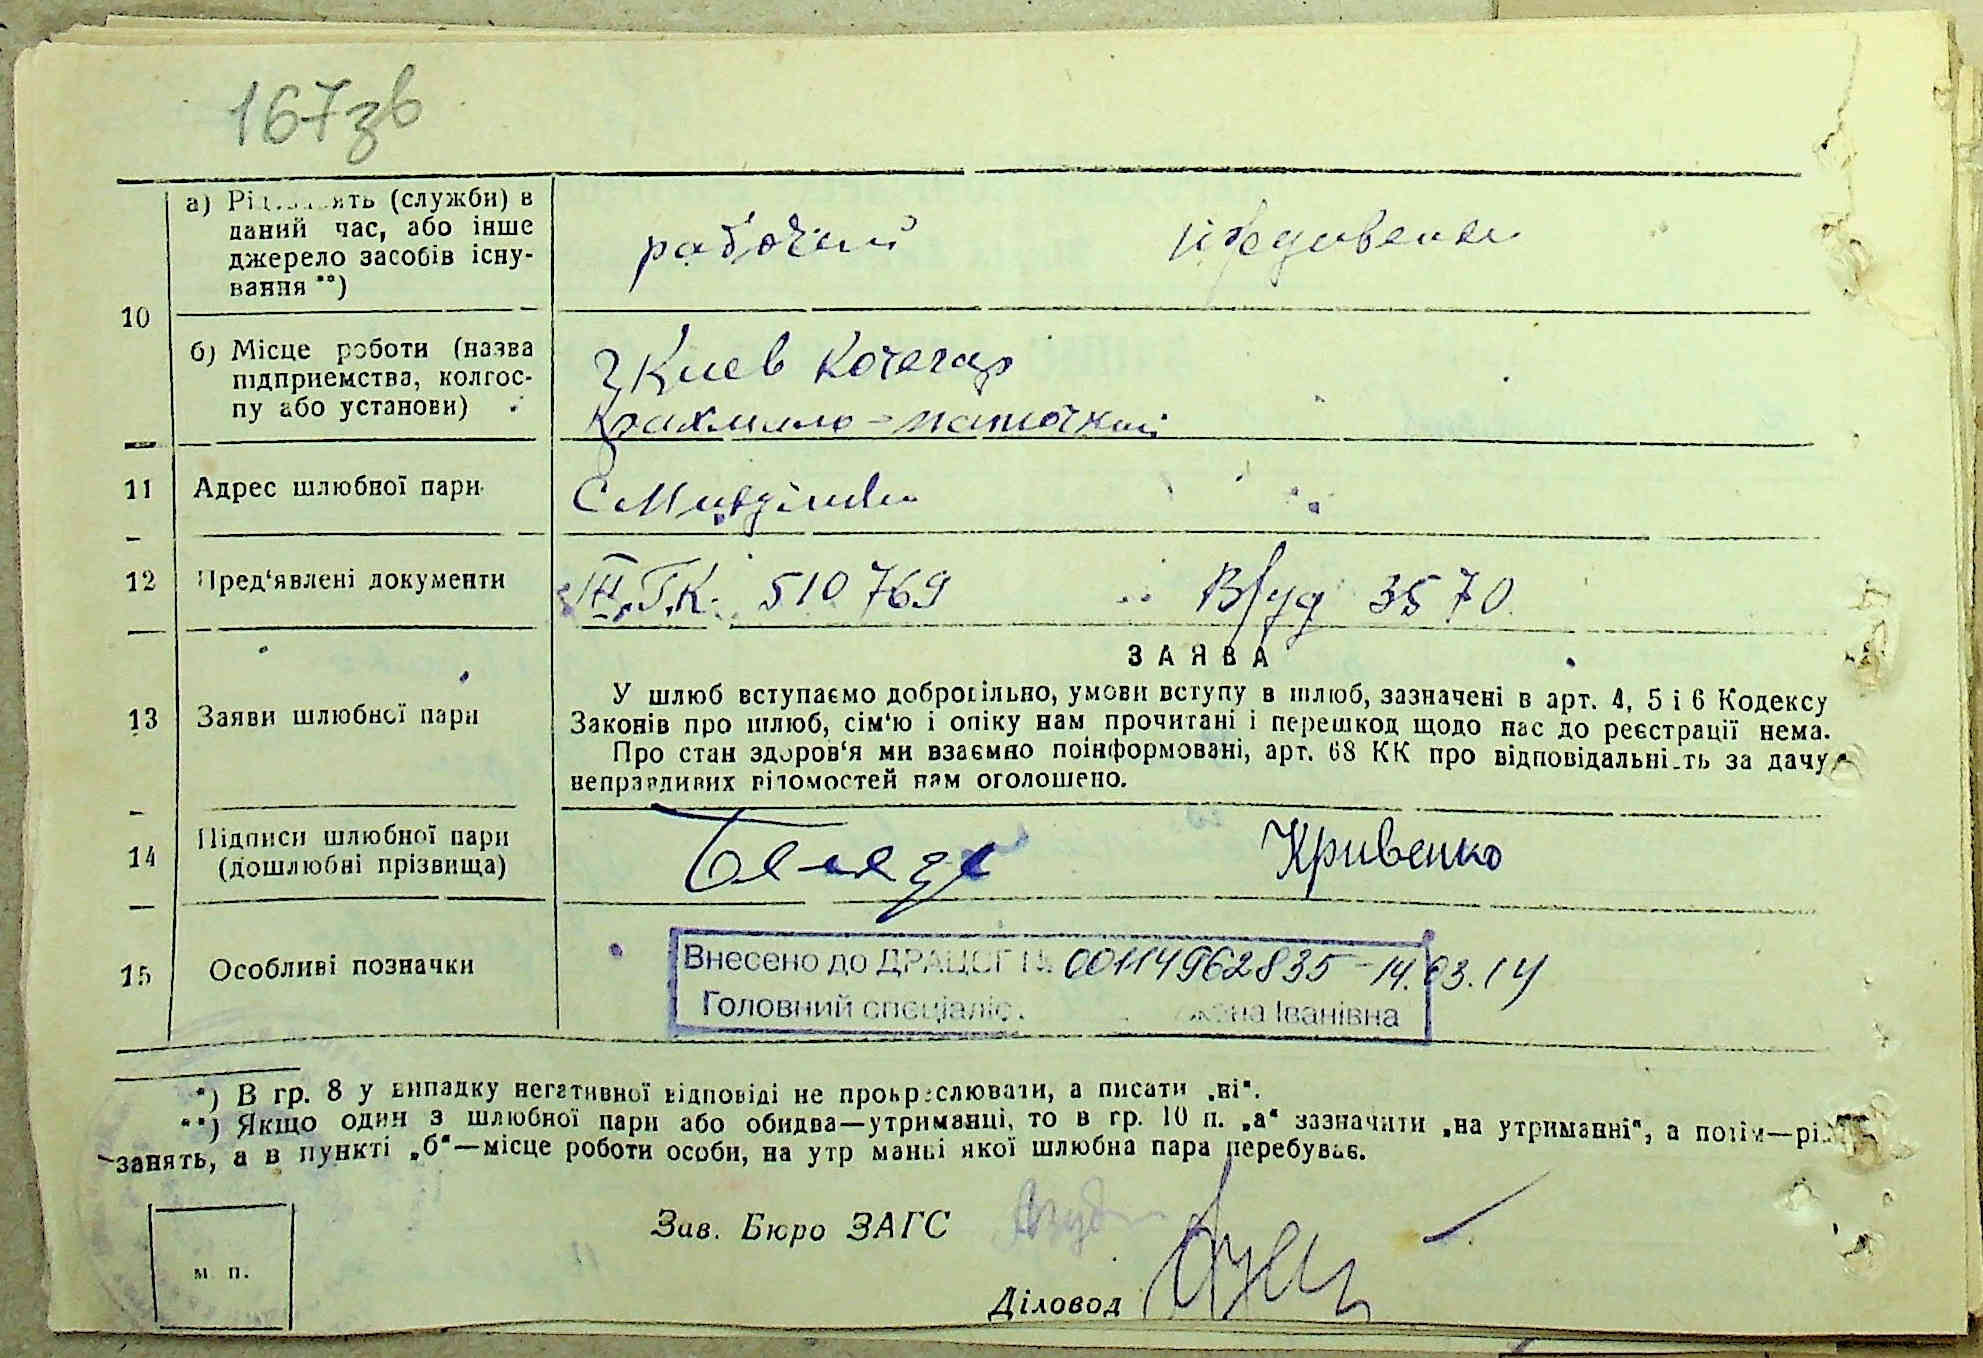 167зв
а) Рід занять (служби) в
даний час, або інше
джерело засобів існу-
вання **)
рабочий
10
б) Місце роботи (назва
підприємства, колгос-
пу або установи)
г Киев Кочегар
Крахмало-паточный
11 Адрес шлюбної пари
С
12 Пред'явлені документи
III ГК. 510769 В/уд 3570
ЗАЯВА
13 Заяви шлюбної пари
У шлюб вступаємо добровільно, умови вступу в шлюб, зазначені в арт. 4, 5 і 6 Кодексу
Законів про шлюб, сім'ю і опіку нам прочитані і перешкод щодо нас до реєстрації нема.
Про стан здоров'я ми взаємно поінформовані, арт. 68 КК про відповідальність за дачу
неправдивих відомостей нам оголошено.
14 Підписи шлюбної пари
(дошлюбні прізвища)
Кривенко
15 Особливі позначки
Внесено до ДРАЦСГ № 00114962835-14.03.14
Головний спеціаліс Іванівна
*) В гр. 8 у випадку негативної відповіді не прокреслювати, а писати „ні".
**) Якщо один з шлюбної пари або обидва—утриманці, то в гр. 10 п. „а" зазначити „на утриманні", а потім—рід
занять, а в пункті „б"—місце роботи особи, на утриманні якої шлюбна пара перебуває.
Зав. Бюро ЗАГС
м. п.
Діловод